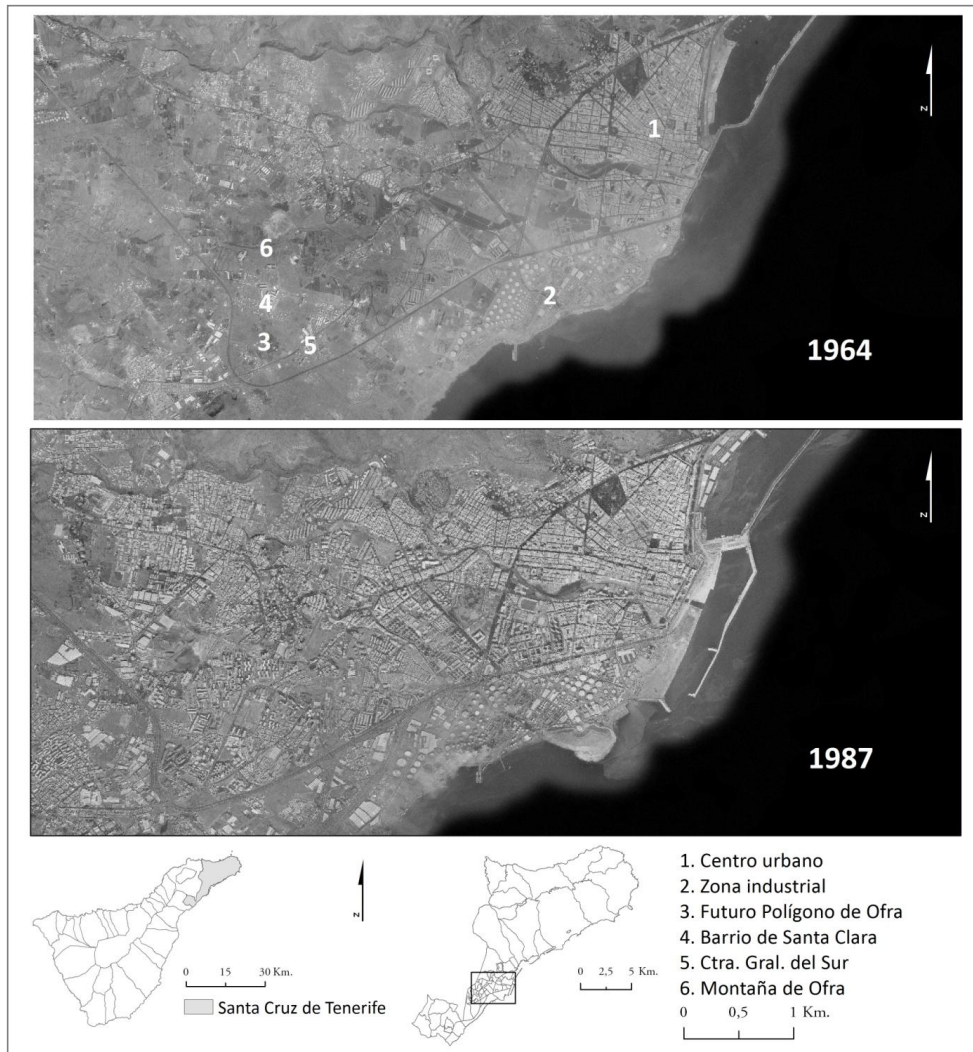 N
1
6
4
3
5
2
1964
N
1987
N
0 15 30 Km.
Santa Cruz de Tenerife
0 2,5 5 Km.
1. Centro urbano
2. Zona industrial
3. Futuro Polígono de Ofra
4. Barrio de Santa Clara
5. Ctra. Gral. del Sur
6. Montaña de Ofra
0 0,5 1 Km.